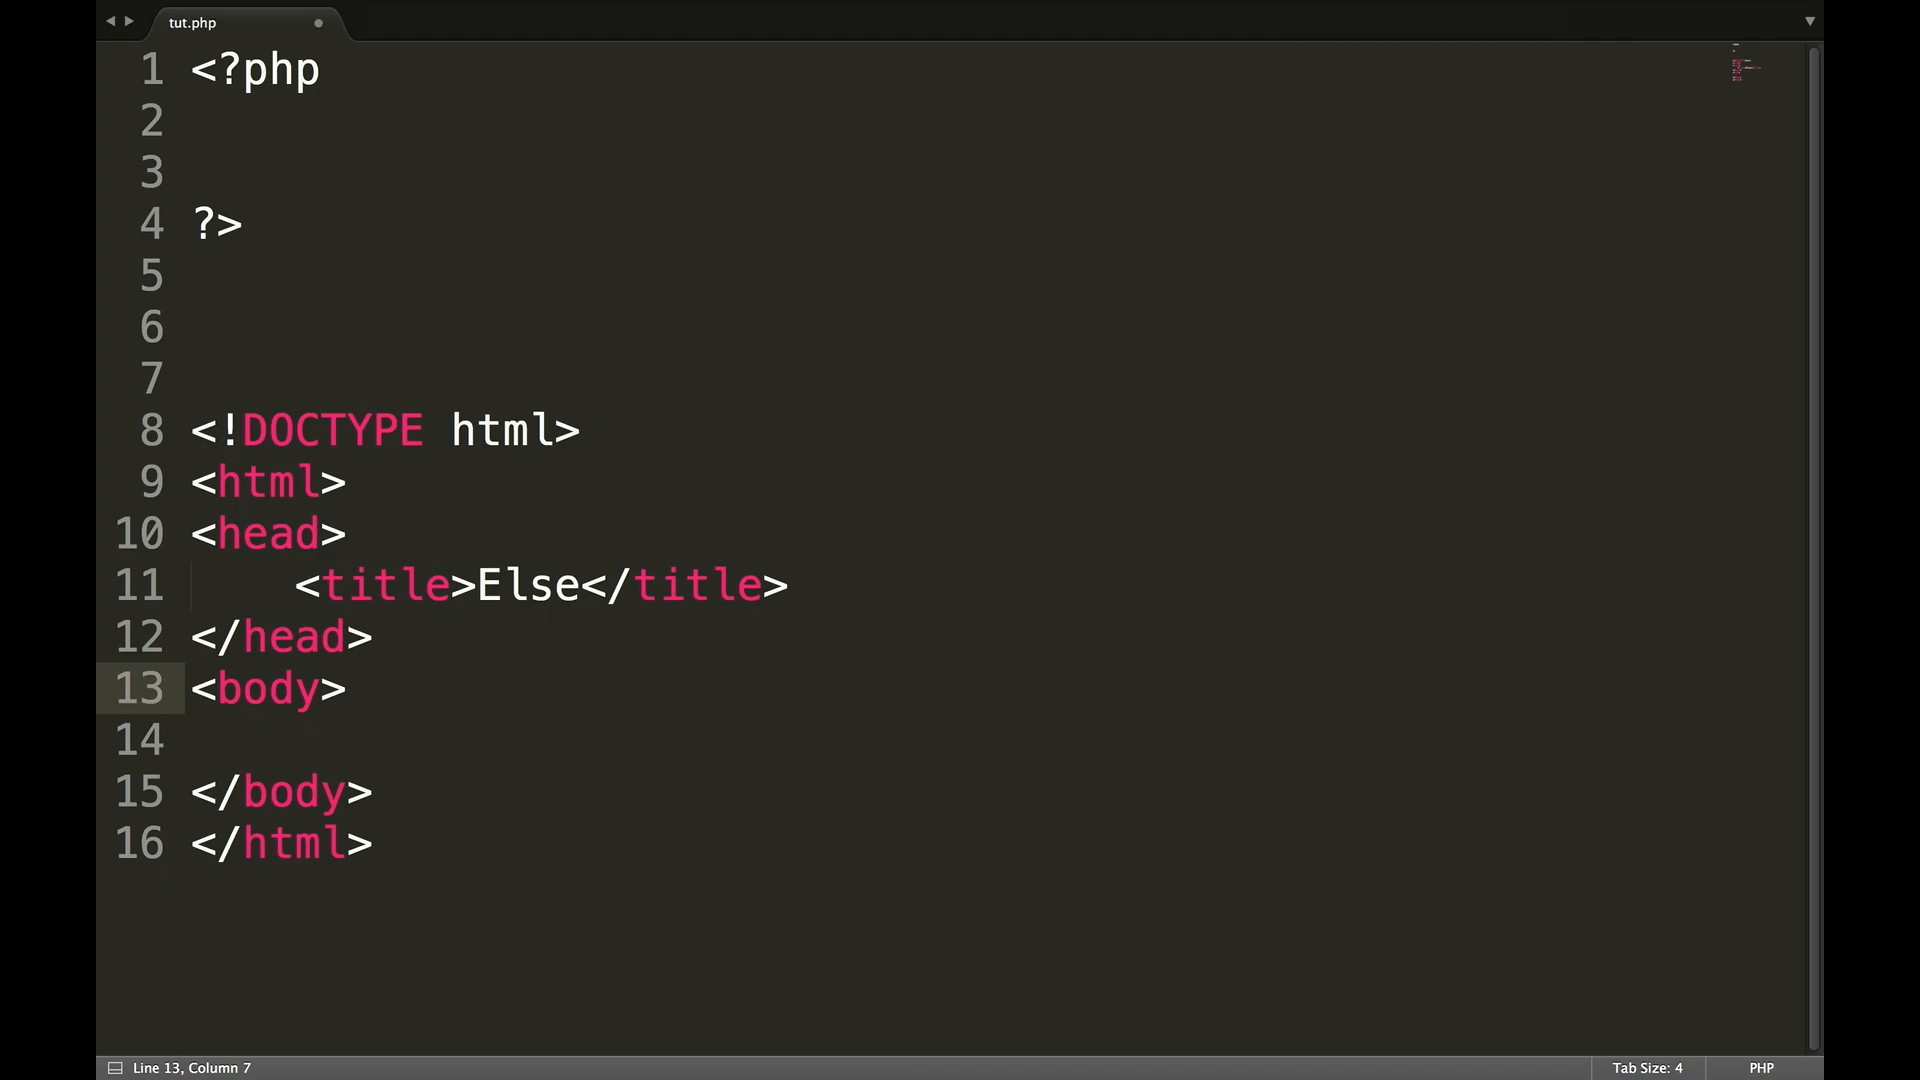 tut.php
1 <?php
2
3
4 ?>
5
6
7
8 <!DOCTYPE html>
9 <html>
10 <head>
11     <title>Else</title>
12 </head>
13 <body>
14
15 </body>
16 </html>
Line 13, Column 7
Tab Size: 4
PHP